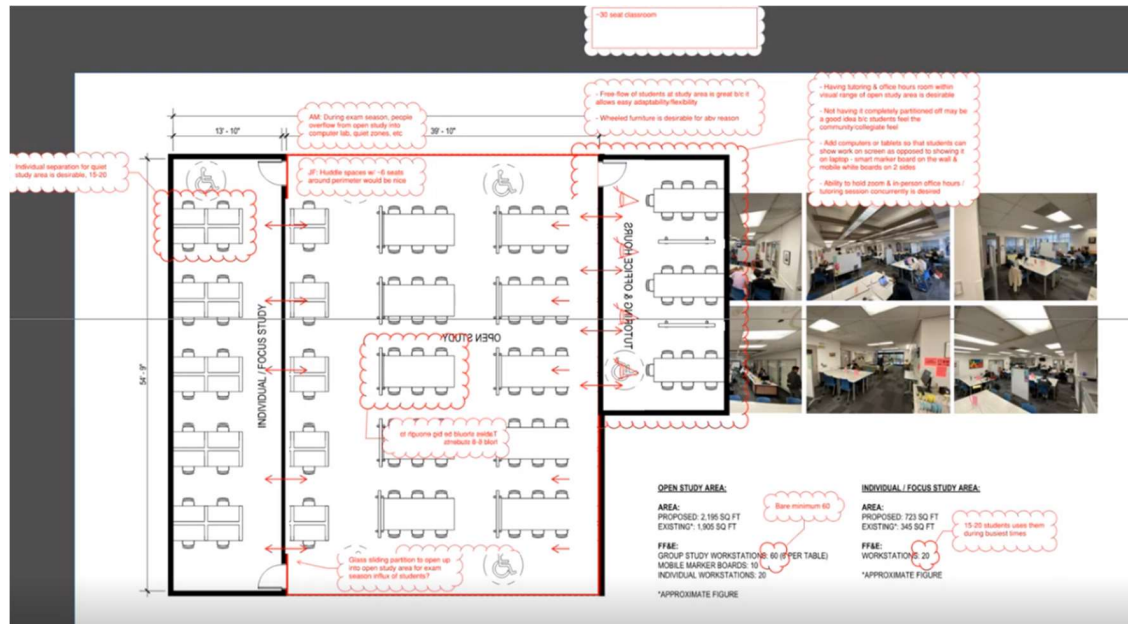 ~30 seat classroom
- Free-flow of students at study area is great b/c it
allows easy adaptability/flexibility
- Wheeled furniture is desirable for abv reason
- Having tutoring & office hours room within
visual range of open study area is desirable
- Not having it completely partitioned off may be
a good idea b/c students feel the
community/collegiate feel
- Add computers or tablets so that students can
show work on screen as opposed to showing it
on laptop - smart marker board on the wall &
mobile white boards on 2 sides
- Ability to hold zoom & in-person office hours /
tutoring session concurrently is desired
AM: During exam season, people
overflow from open study into
computer lab, quiet zones, etc
13' - 10"
39' - 10"
JF: Huddle spaces w/ ~6 seats
around perimeter would be nice
Individual separation for quiet
study area is desirable, 15-20
54' - 9"
INDIVIDUAL / FOCUS STUDY
OPEN STUDY
TUTORING & OFFICE HOURS
Tables should be big enough to
hold 6-8 students
Glass sliding partition to open up
into open study area for exam
season influx of students?
OPEN STUDY AREA:
AREA:
PROPOSED: 2,195 SQ FT
EXISTING*: 1,905 SQ FT
FF&E:
GROUP STUDY WORKSTATIONS: 60 (6 PER TABLE)
MOBILE MARKER BOARDS: 10
INDIVIDUAL WORKSTATIONS: 20
*APPROXIMATE FIGURE
Bare minimum 60
INDIVIDUAL / FOCUS STUDY AREA:
AREA:
PROPOSED: 723 SQ FT
EXISTING*: 345 SQ FT
FF&E:
WORKSTATIONS: 20
*APPROXIMATE FIGURE
15-20 students uses them
during busiest times